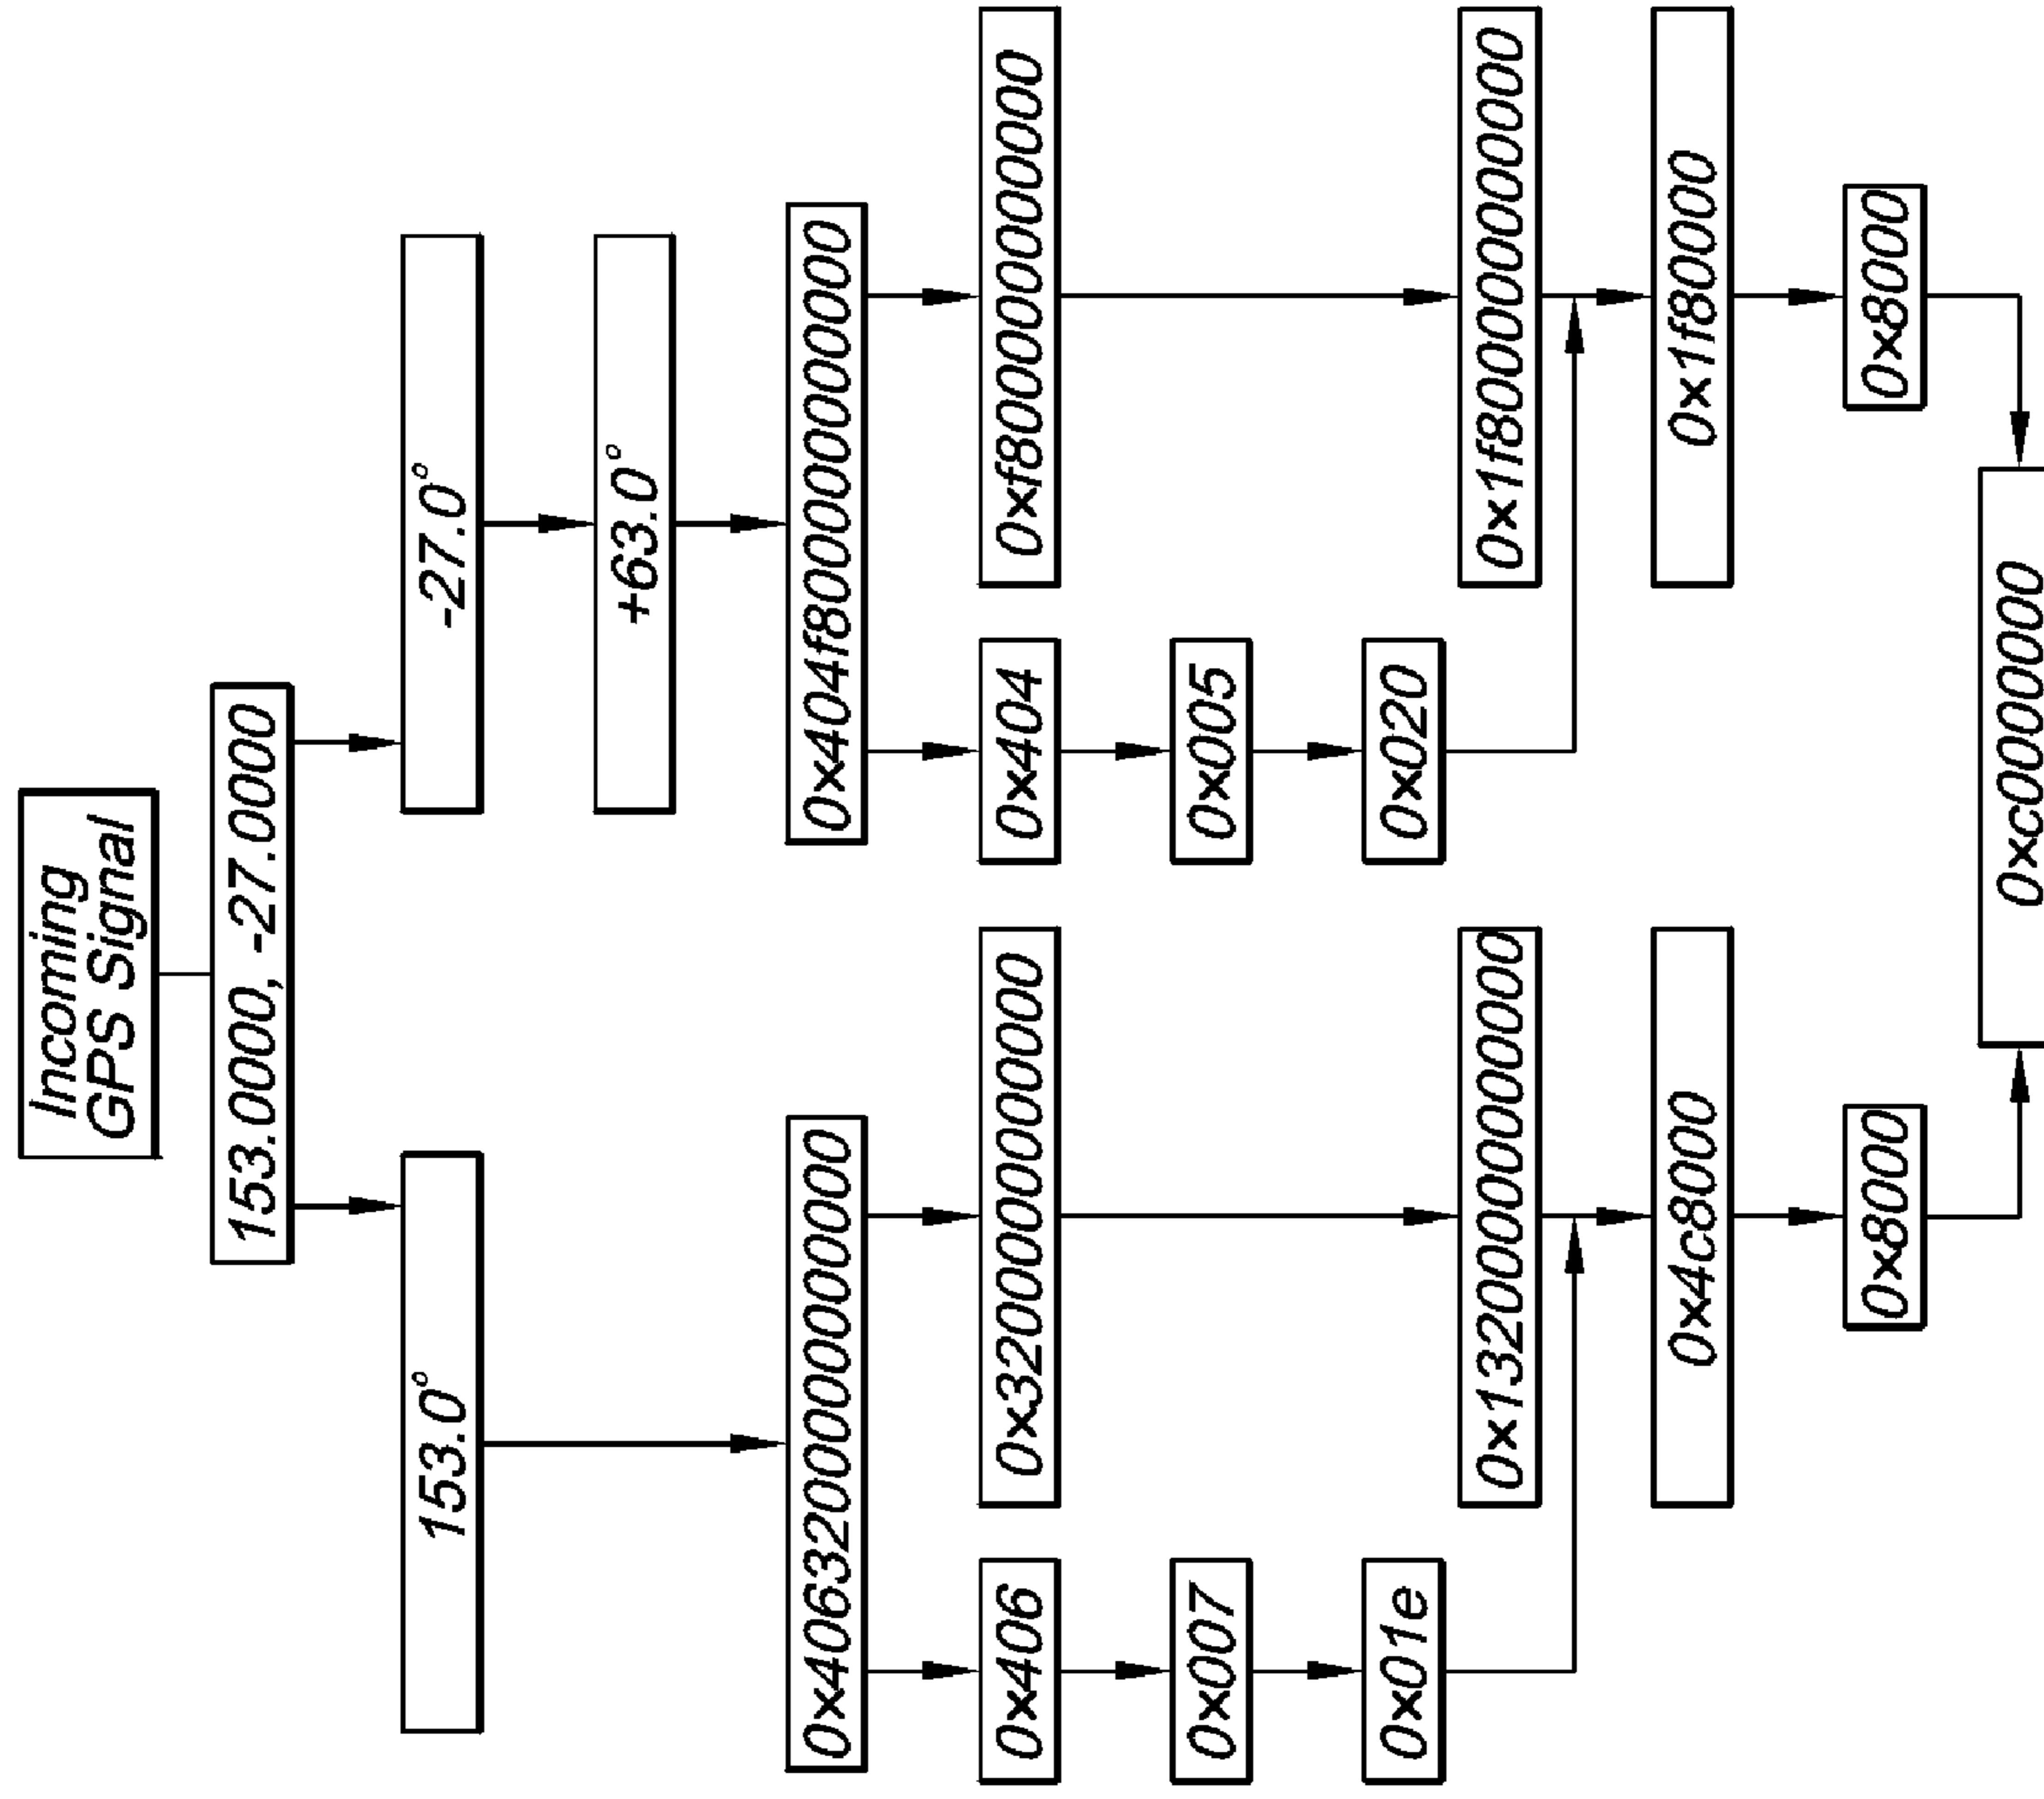 Incoming
GPS Signal
153.0000, -27.0000
153.0°
-27.0°
+63.0°
0x4063200000000000
0x404f800000000000
0x406
0x3200000000000
0x404
0xf800000000000
0x007
0x005
0x01e
0x020
0x13200000000000
0x1f800000000000
0x4c8000
0x1f8000
0x8000
0x8000
0xc0000000